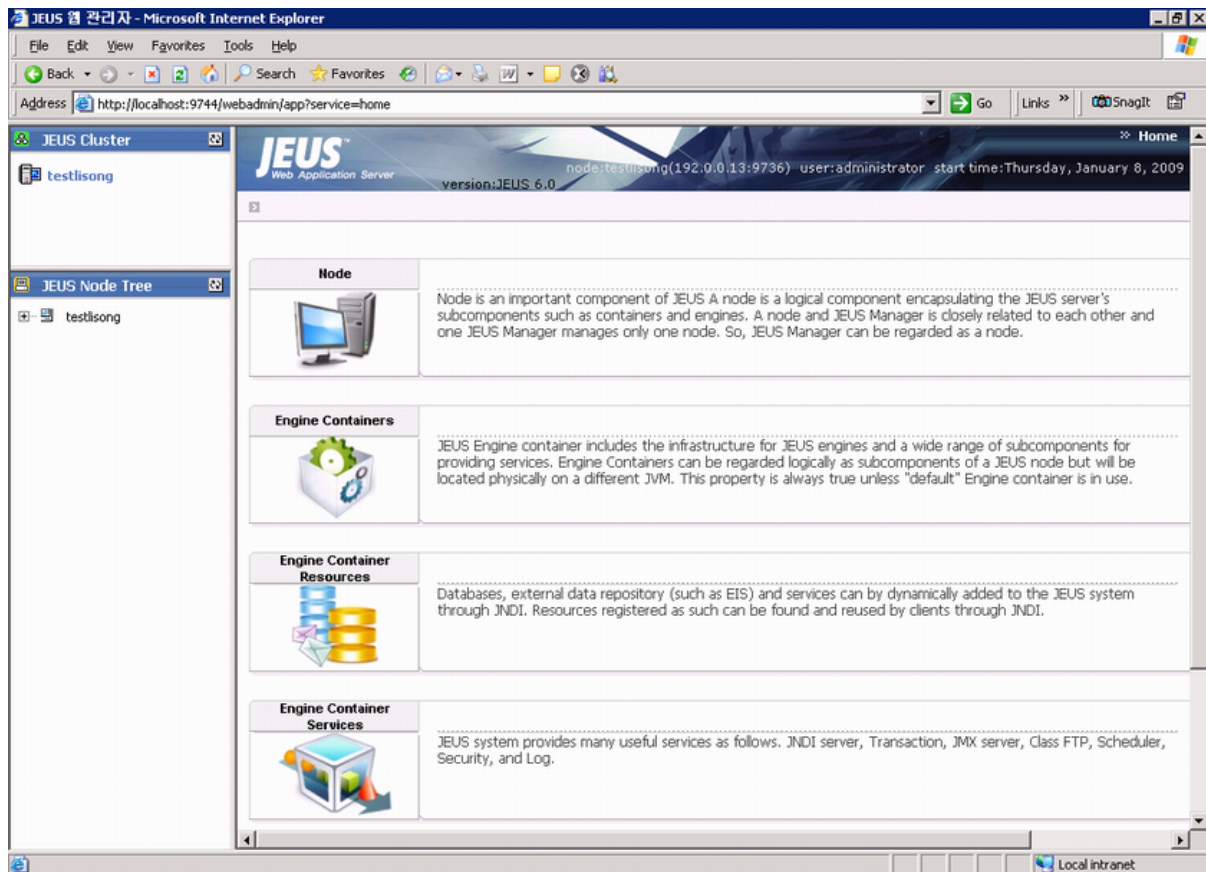 JEUS 웹 관리자 - Microsoft Internet Explorer
File Edit View Favorites Tools Help
Back Search Favorites
Address http://localhost:9744/webadmin/app?service=home Go Links » SnagIt
JEUS Cluster
testlisong
JEUS Node Tree
testlisong
» Home
JEUS™
Web Application Server
version:JEUS 6.0
node:testlisong(192.0.0.13:9736) user:administrator start time:Thursday, January 8, 2009
Node
Node is an important component of JEUS A node is a logical component encapsulating the JEUS server's
subcomponents such as containers and engines. A node and JEUS Manager is closely related to each other and
one JEUS Manager manages only one node. So, JEUS Manager can be regarded as a node.
Engine Containers
JEUS Engine container includes the infrastructure for JEUS engines and a wide range of subcomponents for
providing services. Engine Containers can be regarded logically as subcomponents of a JEUS node but will be
located physically on a different JVM. This property is always true unless "default" Engine container is in use.
Engine Container
Resources
Databases, external data repository (such as EIS) and services can by dynamically added to the JEUS system
through JNDI. Resources registered as such can be found and reused by clients through JNDI.
Engine Container
Services
JEUS system provides many useful services as follows. JNDI server, Transaction, JMX server, Class FTP, Scheduler,
Security, and Log.
Local intranet